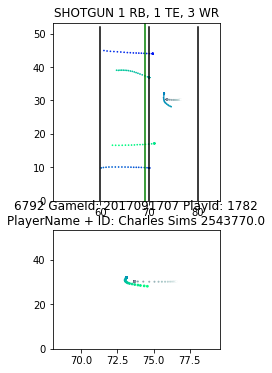 SHOTGUN 1 RB, 1 TE, 3 WR
50
40
30
20
10
0
60 70 80
6792 GameId: 2017091707 PlayId: 1782
PlayerName + ID: Charles Sims 2543770.0
40
20
0
70.0 72.5 75.0 77.5